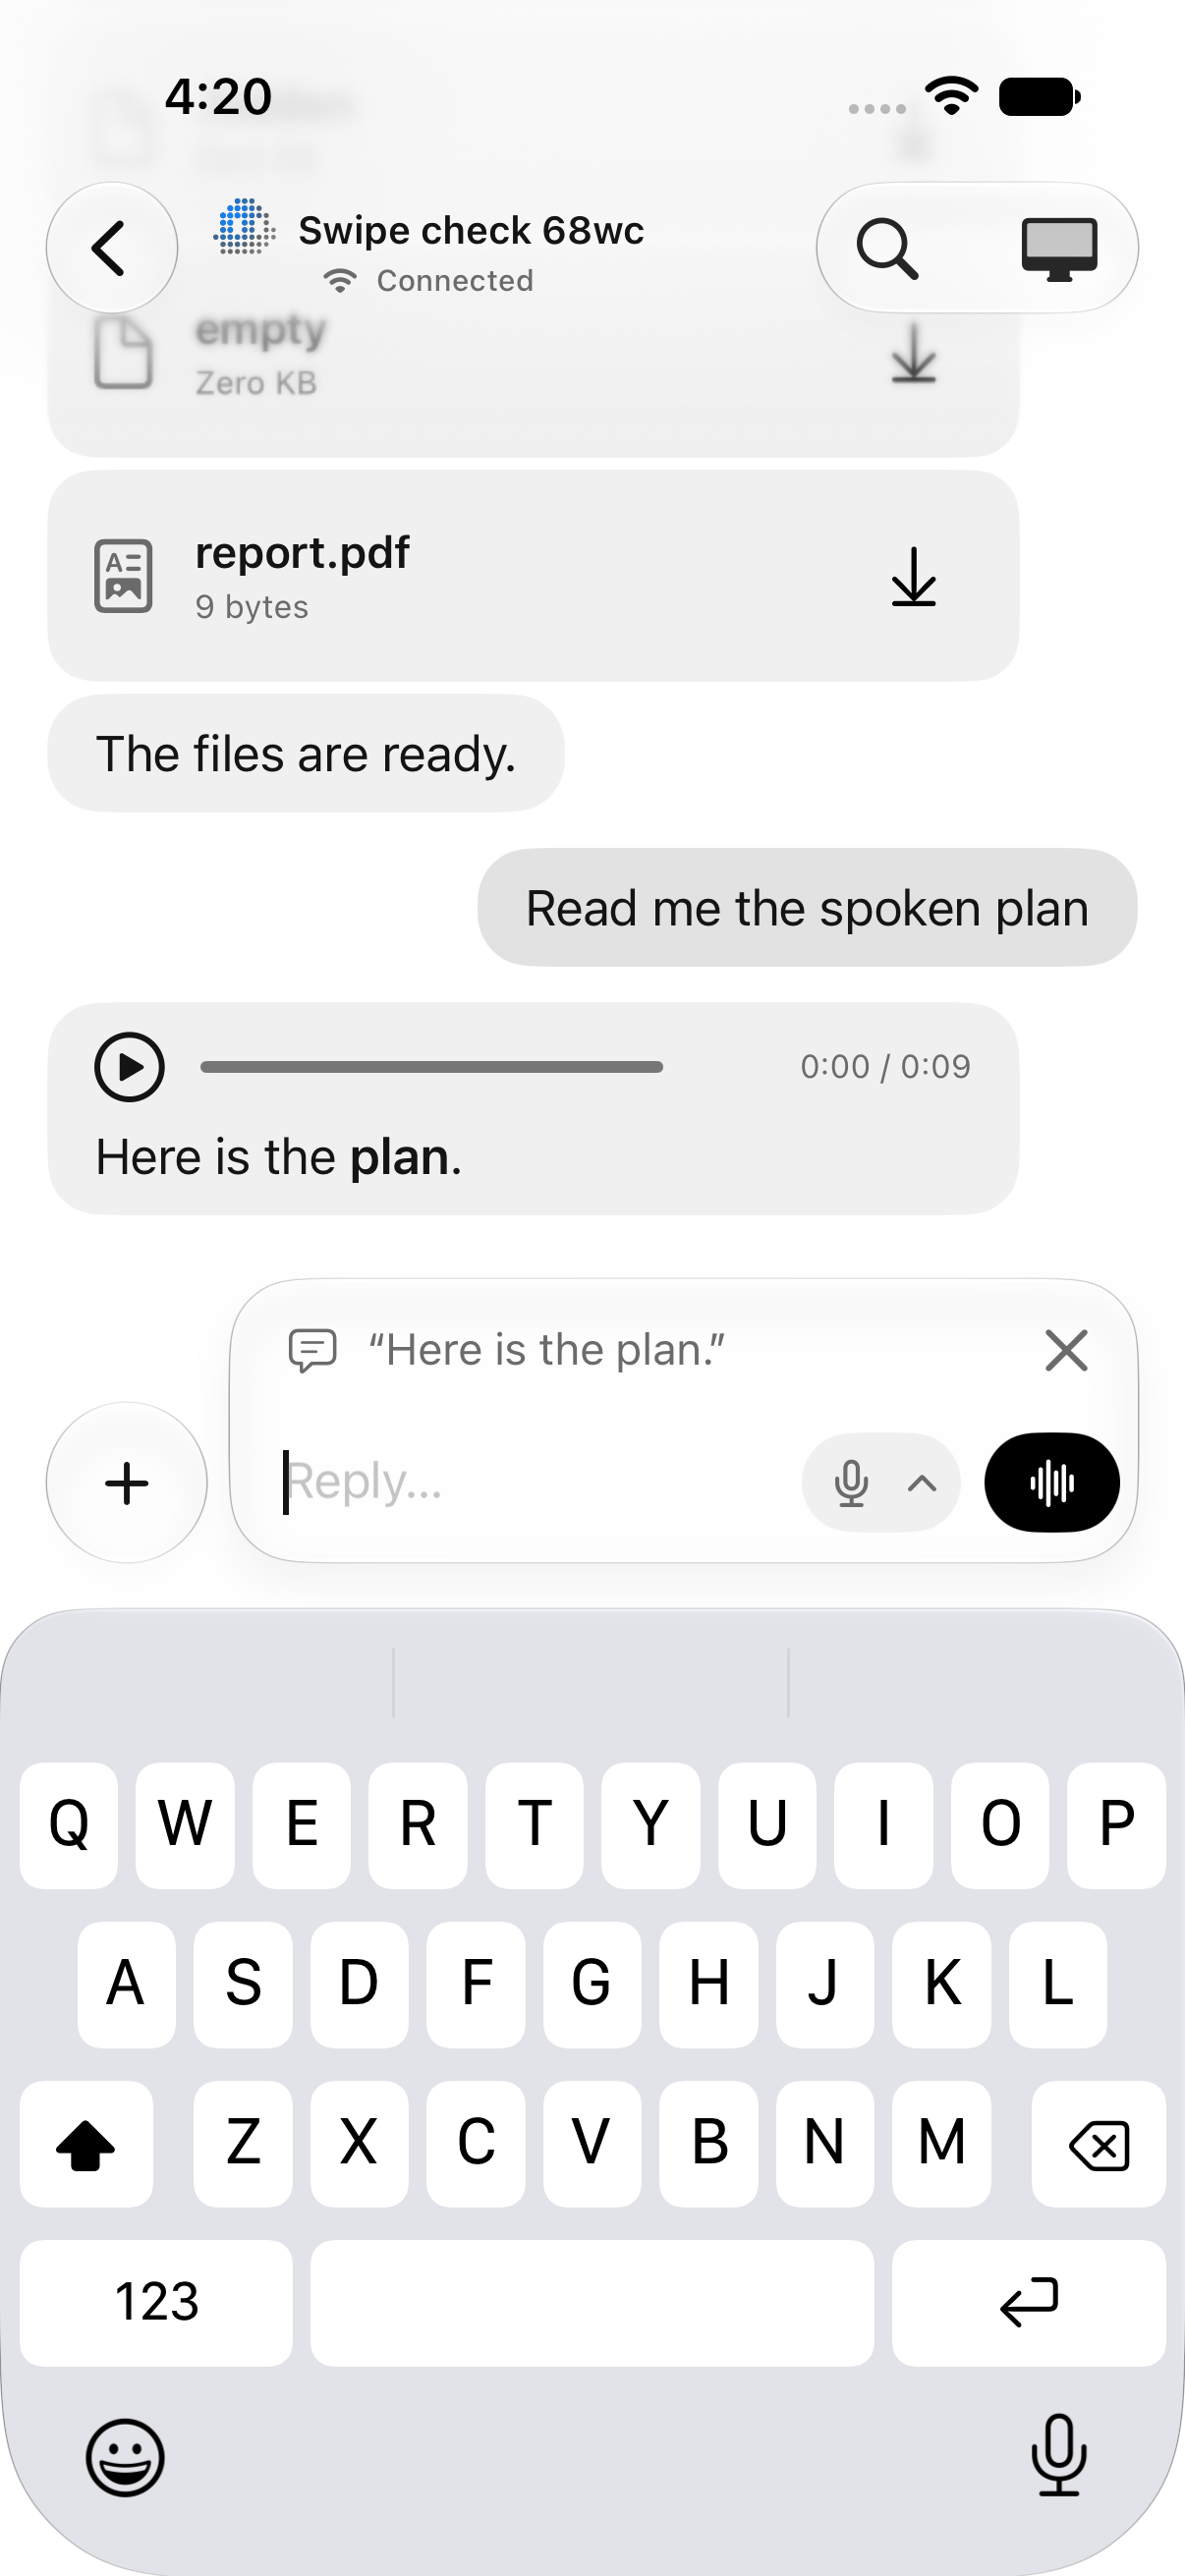 4:20
Swipe check 68wc
Connected
empty
Zero KB
report.pdf
9 bytes
The files are ready.
Read me the spoken plan
0:00 / 0:09
Here is the plan.
“Here is the plan.”
Reply...
Q W E R T Y U I O P
A S D F G H J K L
Z X C V B N M
123